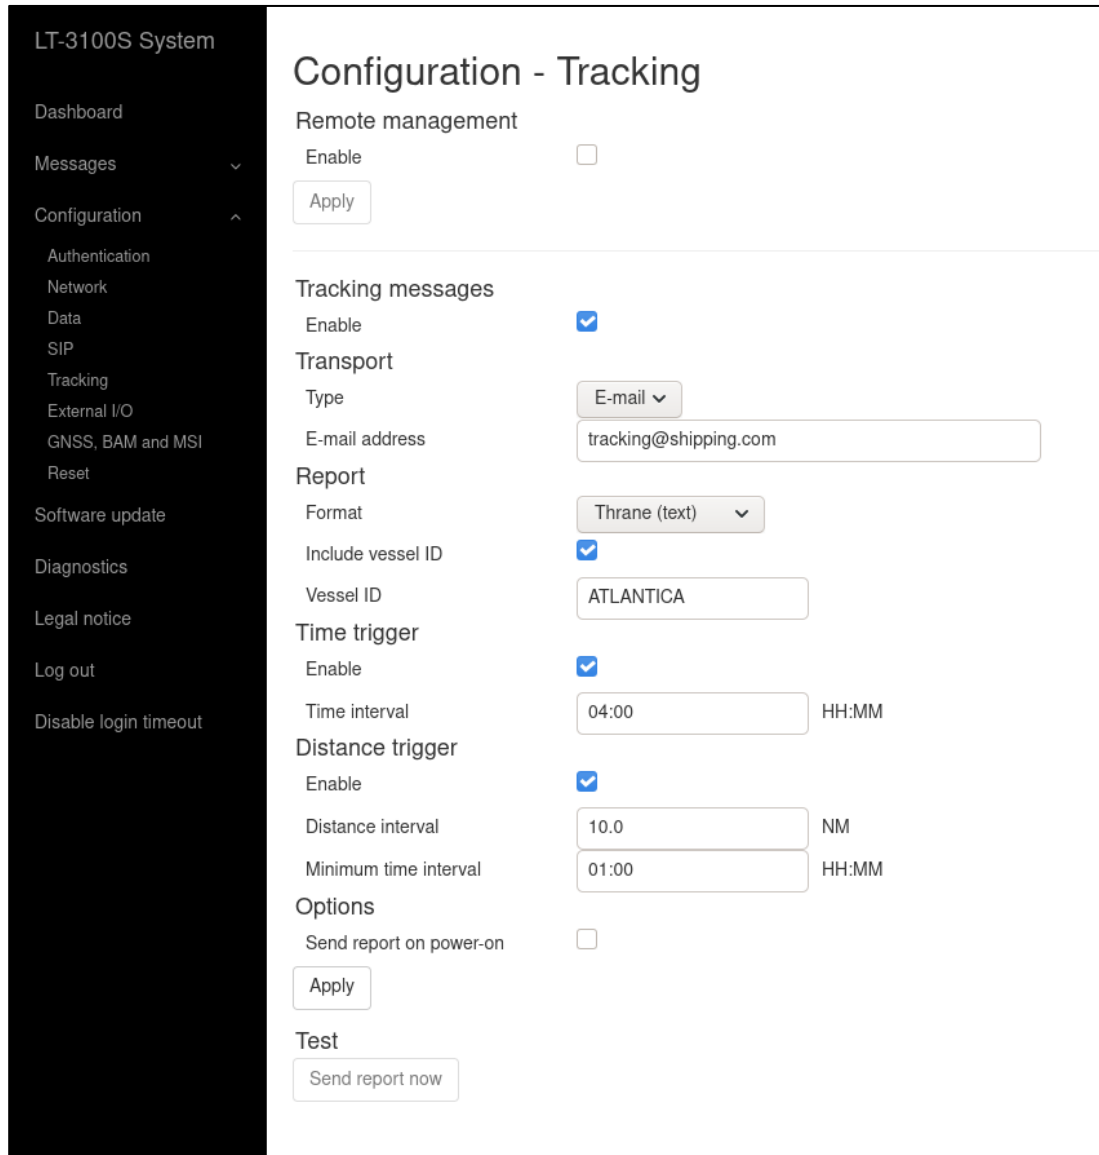 LT-3100S System
Dashboard
Messages
Configuration
Authentication
Network
Data
SIP
Tracking
External I/O
GNSS, BAM and MSI
Reset
Software update
Diagnostics
Legal notice
Log out
Disable login timeout
Configuration - Tracking
Remote management
Enable
Apply
Tracking messages
Enable
Transport
Type E-mail
E-mail address tracking@shipping.com
Report
Format Thrane (text)
Include vessel ID
Vessel ID ATLANTICA
Time trigger
Enable
Time interval 04:00 HH:MM
Distance trigger
Enable
Distance interval 10.0 NM
Minimum time interval 01:00 HH:MM
Options
Send report on power-on
Apply
Test
Send report now